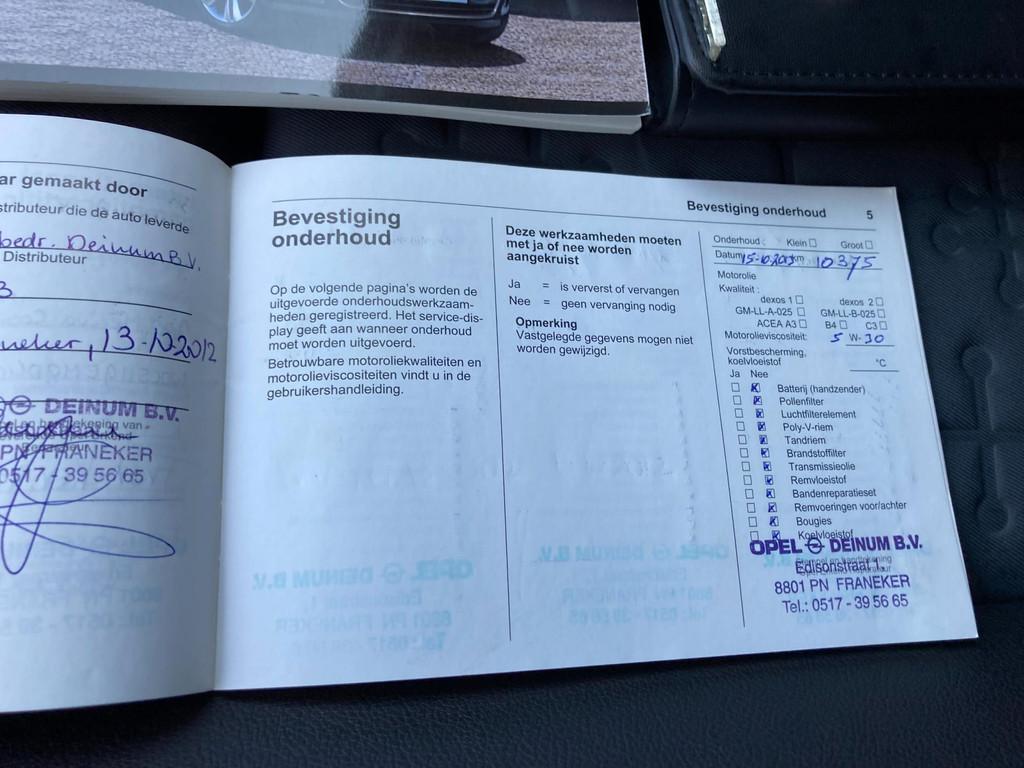 ar gemaakt door
stributeur die de auto leverde
bedr. Deinum B.V.
Distributeur
B
neker, 13-10-2012
DEINUM B.V.
PN FRANEKER
0517 - 39 56 65
Bevestiging
onderhoud
Op de volgende pagina's worden de
uitgevoerde onderhoudswerkzaam-
heden geregistreerd. Het service-dis-
play geeft aan wanneer onderhoud
moet worden uitgevoerd.
Betrouwbare motoroliekwaliteiten en
motorolieviscositeiten vindt u in de
gebruikershandleiding.
Deze werkzaamheden moeten
met ja of nee worden
aangekruist
Ja = is ververst of vervangen
Nee = geen vervanging nodig
Opmerking
Vastgelegde gegevens mogen niet
worden gewijzigd.
Bevestiging onderhoud 5
Onderhoud : Klein Groot
Datum 15-10-2013 km 10375
Motorolie
Kwaliteit :
dexos 1 dexos 2
GM-LL-A-025 GM-LL-B-025
ACEA A3 B4 C3
Motorolieviscositeit: 5 W-30
Vorstbescherming,
koelvloeistof °C
Ja Nee
Batterij (handzender)
Pollenfilter
Luchtfilterelement
Poly-V-riem
Tandriem
Brandstoffilter
Transmissieolie
Remvloeistof
Bandenreparatieset
Remvoeringen voor/achter
Bougies
Koelvloeistof
OPEL DEINUM B.V.
Edisonstraat 1,
8801 PN FRANEKER
Tel.: 0517 - 39 56 65